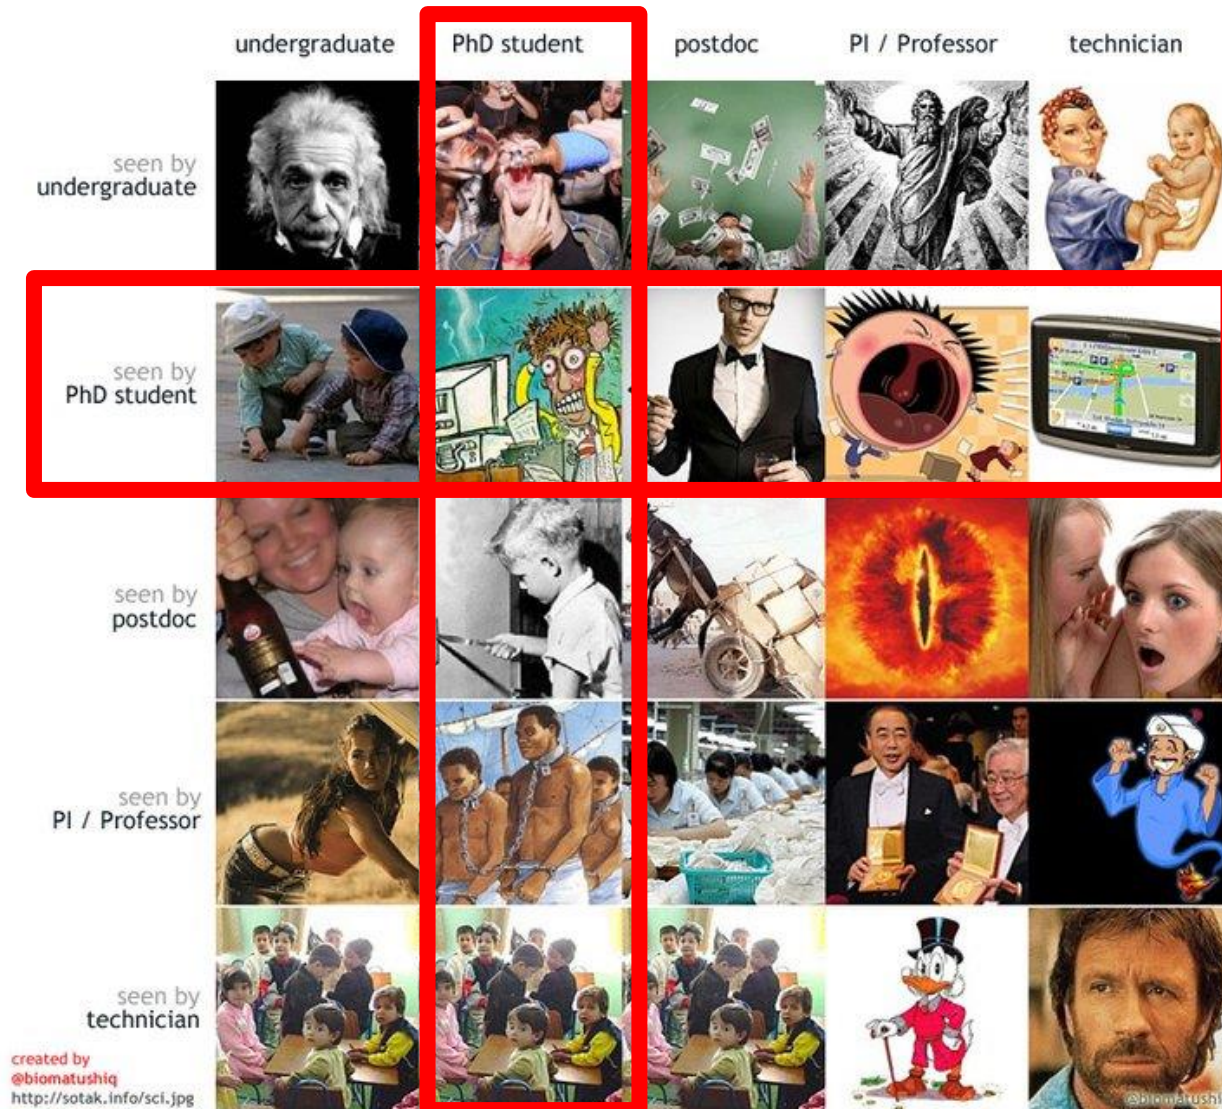 undergraduate PhD student postdoc PI / Professor technician
seen by
undergraduate
seen by
PhD student
seen by
postdoc
seen by
PI / Professor
seen by
technician
created by
@biomatushiq
http://sotak.info/sci.jpg
@biomatushi